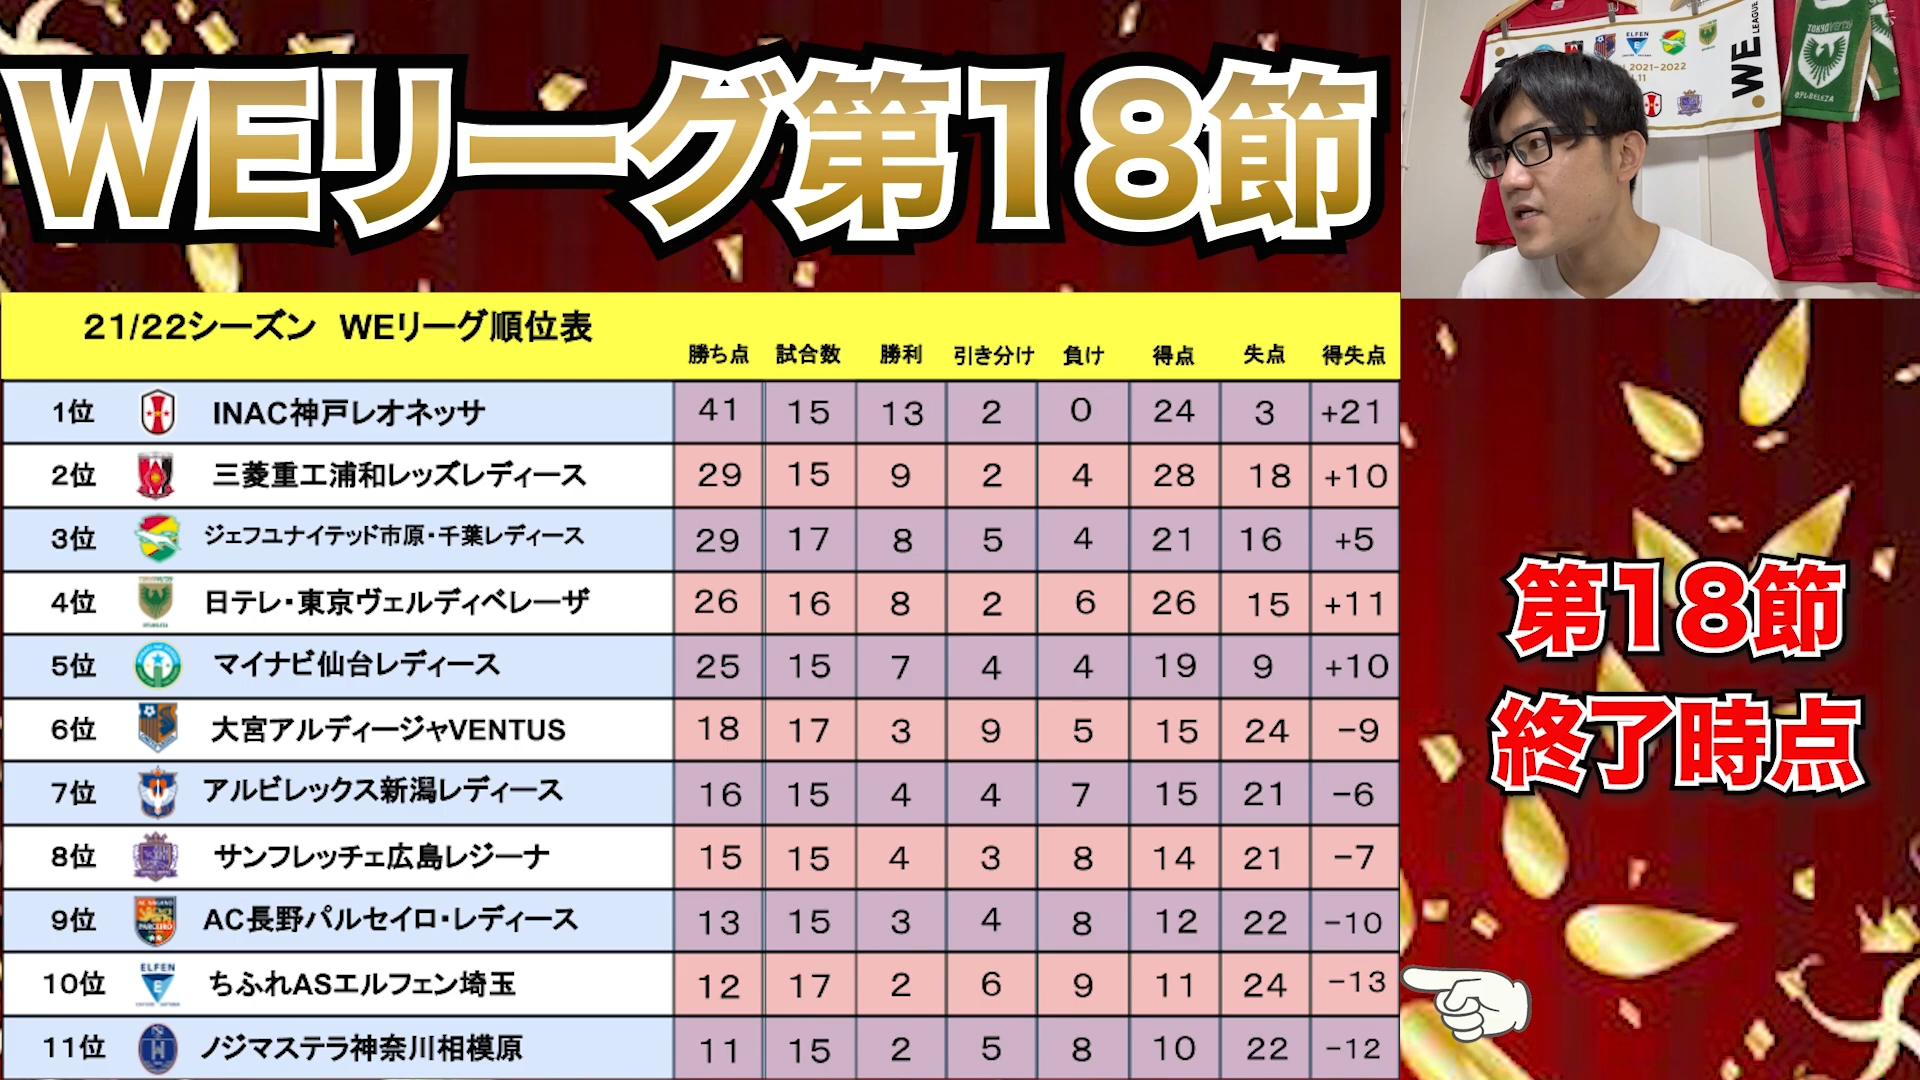 WEリーグ第18節
21/22シーズン WEリーグ順位表
勝ち点 試合数 勝利 引き分け 負け 得点 失点 得失点
1位 INAC神戸レオネッサ 41 15 13 2 0 24 3 +21
2位 三菱重工浦和レッズレディース 29 15 9 2 4 28 18 +10
3位 ジェフユナイテッド市原・千葉レディース 29 17 8 5 4 21 16 +5
4位 日テレ・東京ヴェルディベレーザ 26 16 8 2 6 26 15 +11
5位 マイナビ仙台レディース 25 15 7 4 4 19 9 +10
6位 大宮アルディージャVENTUS 18 17 3 9 5 15 24 -9
7位 アルビレックス新潟レディース 16 15 4 4 7 15 21 -6
8位 サンフレッチェ広島レジーナ 15 15 4 3 8 14 21 -7
9位 AC長野パルセイロ・レディース 13 15 3 4 8 12 22 -10
10位 ELFEN ちふれASエルフェン埼玉 12 17 2 6 9 11 24 -13
11位 ノジマステラ神奈川相模原 11 15 2 5 8 10 22 -12
第18節
終了時点
ELFEN
2021-2022
WE LEAGUE